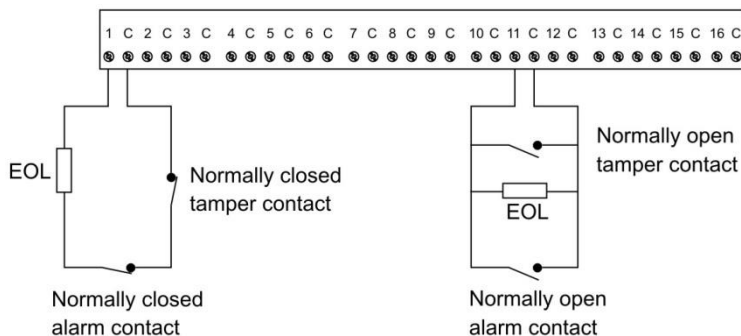 1 C 2 C 3 C 4 C 5 C 6 C 7 C 8 C 9 C 10 C 11 C 12 C 13 C 14 C 15 C 16 C
EOL
Normally closed
tamper contact
Normally closed
alarm contact
Normally open
tamper contact
EOL
Normally open
alarm contact